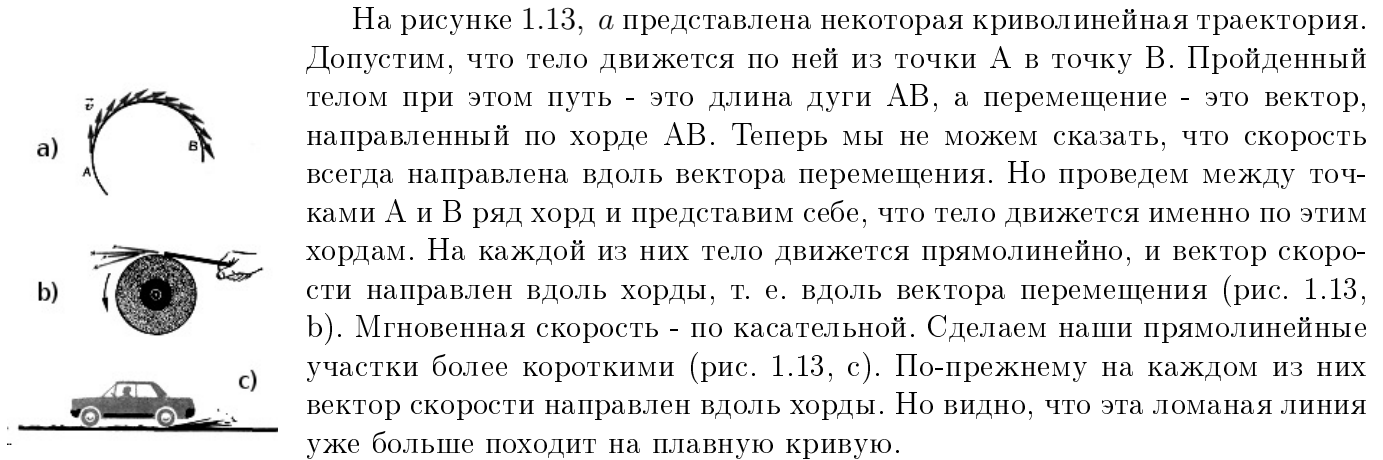 На рисунке 1.13, a представлена некоторая криволинейная траектория.
Допустим, что тело движется по ней из точки A в точку B. Пройденный
телом при этом путь - это длина дуги AB, а перемещение - это вектор,
направленный по хорде AB. Теперь мы не можем сказать, что скорость
всегда направлена вдоль вектора перемещения. Но проведем между точ-
ками A и B ряд хорд и представим себе, что тело движется именно по этим
хордам. На каждой из них тело движется прямолинейно, и вектор скоро-
сти направлен вдоль хорды, т. е. вдоль вектора перемещения (рис. 1.13,
b). Мгновенная скорость - по касательной. Сделаем наши прямолинейные
участки более короткими (рис. 1.13, c). По-прежнему на каждом из них
вектор скорости направлен вдоль хорды. Но видно, что эта ломаная линия
уже больше походит на плавную кривую.
a)
v
A
B
b)
c)